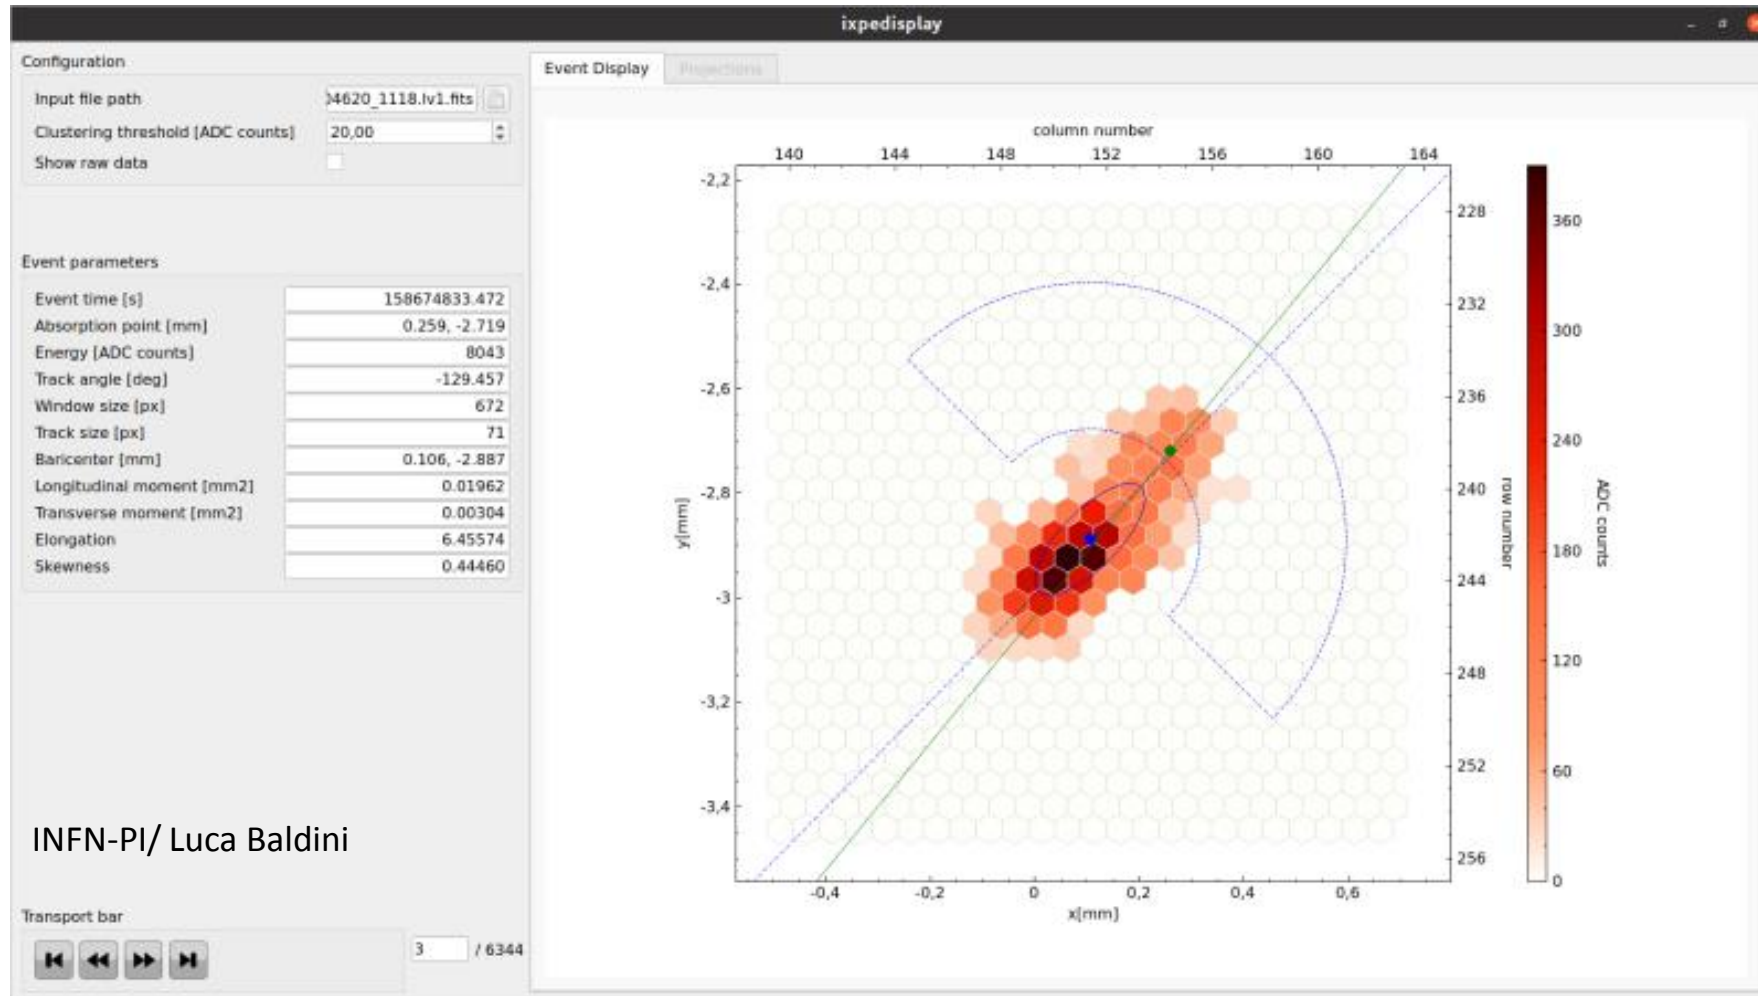 ixpedisplay
Configuration
Input file path )4620_1118.lv1.fits
Clustering threshold [ADC counts] 20,00
Show raw data
Event parameters
Event time [s] 158674833.472
Absorption point [mm] 0.259, -2.719
Energy [ADC counts] 8043
Track angle [deg] -129.457
Window size [px] 672
Track size [px] 71
Baricenter [mm] 0.106, -2.887
Longitudinal moment [mm2] 0.01962
Transverse moment [mm2] 0.00304
Elongation 6.45574
Skewness 0.44460
INFN-PI/ Luca Baldini
Transport bar
3 / 6344
Event Display Projections
column number
140 144 148 152 156 160 164
-2,2
-2,4
-2,6
-2,8
-3
-3,2
-3,4
y[mm]
-0,4 -0,2 0 0,2 0,4 0,6
x[mm]
228
232
236
240
244
248
252
256
row number
360
300
240
180
120
60
0
ADC counts